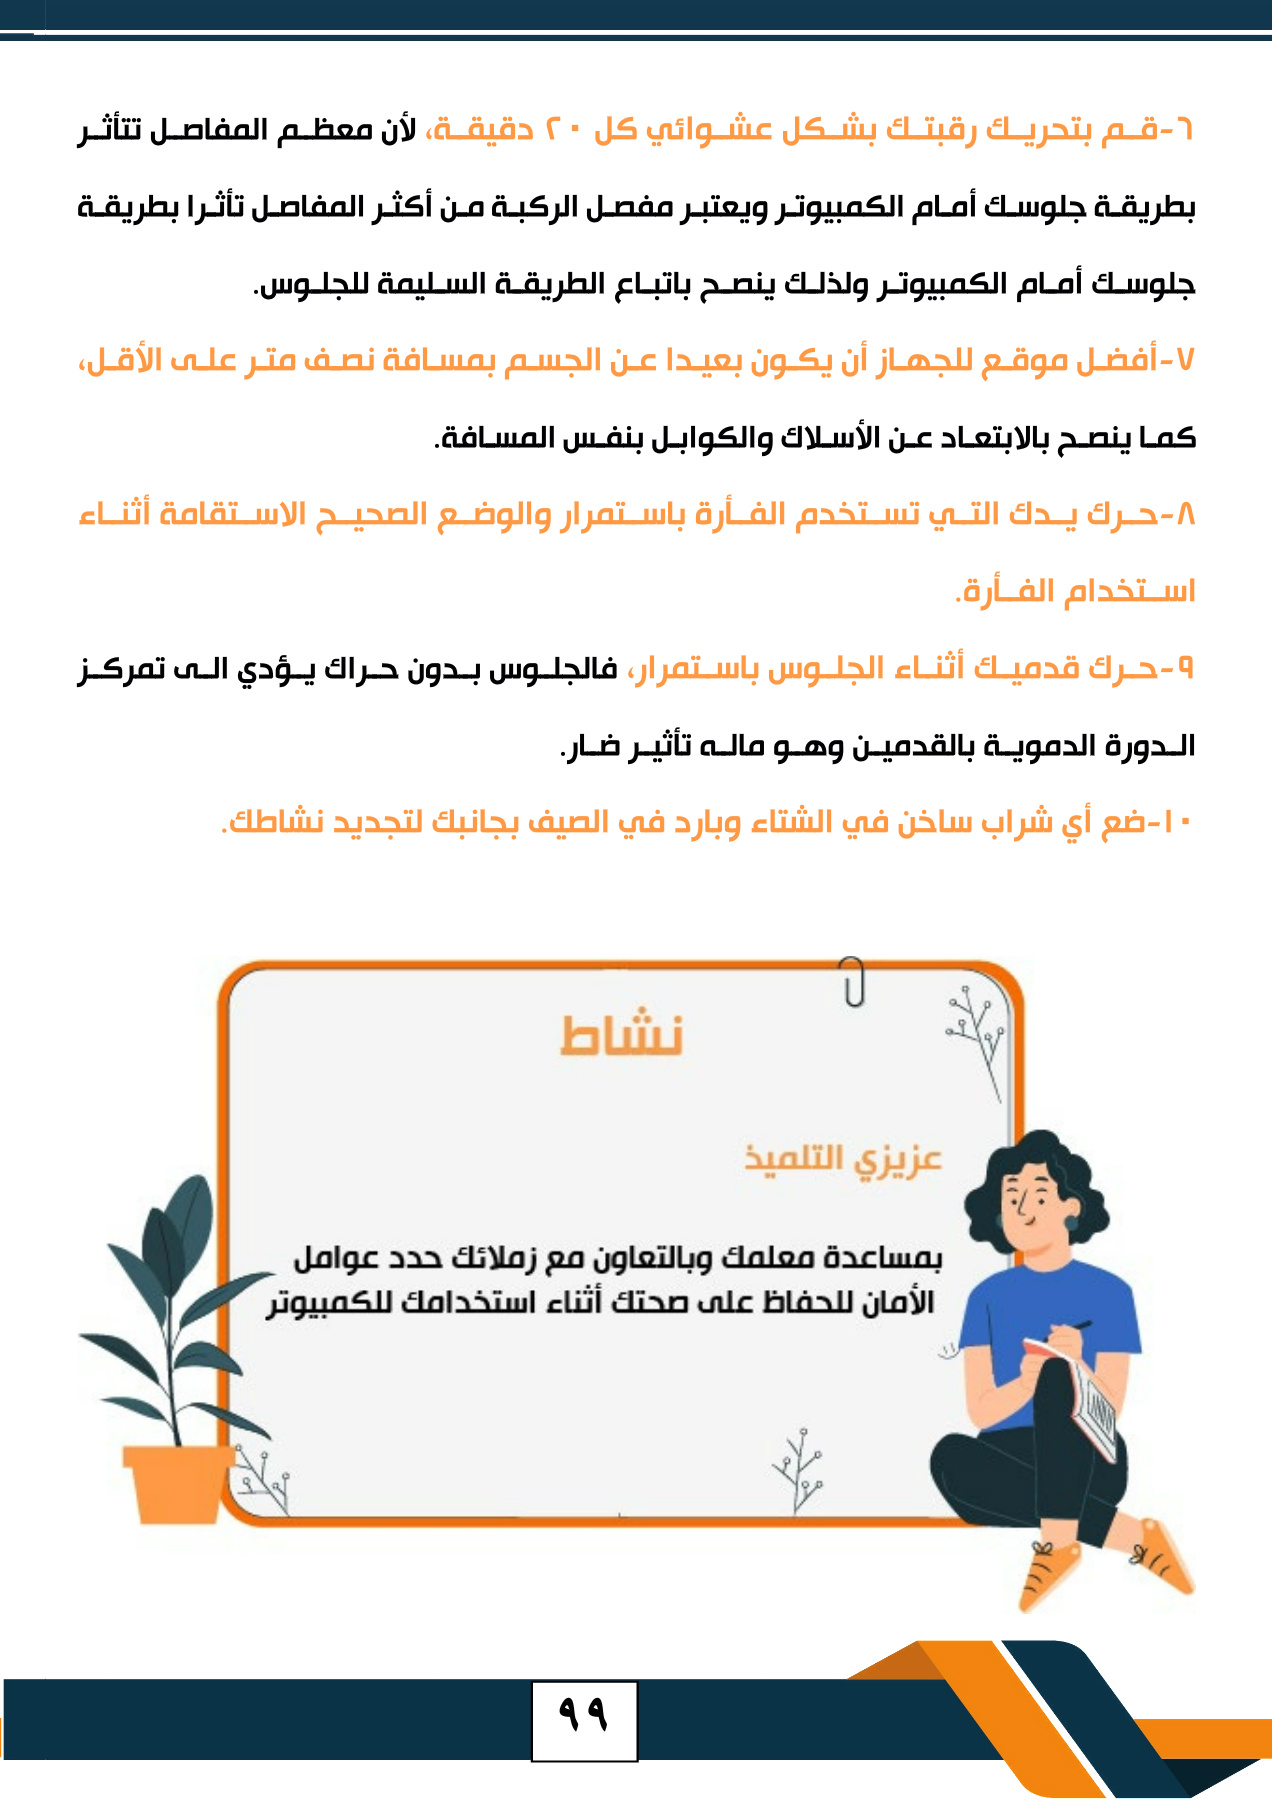 ٦-قم بتحريك رقبتك بشكل عشوائي كل ٢٠ دقيقة، لأن معظم المفاصل تتأثر
بطريقة جلوسك أمام الكمبيوتر ويعتبر مفصل الركبة من أكثر المفاصل تأثرا بطريقة
جلوسك أمام الكمبيوتر ولذلك ينصح باتباع الطريقة السليمة للجلوس.
٧-أفضل موقع للجهاز أن يكون بعيدا عن الجسم بمسافة نصف متر على الأقل،
كما ينصح بالابتعاد عن الأسلاك والكوابل بنفس المسافة.
٨-حرك يدك التي تستخدم الفأرة باستمرار والوضع الصحيح الاستقامة أثناء
استخدام الفأرة.
٩-حرك قدميك أثناء الجلوس باستمرار، فالجلوس بدون حراك يؤدي الى تمركز
الدورة الدموية بالقدمين وهو ماله تأثير ضار.
١٠-ضع أي شراب ساخن في الشتاء وبارد في الصيف بجانبك لتجديد نشاطك.
نشاط
عزيزي التلميذ
بمساعدة معلمك وبالتعاون مع زملائك حدد عوامل
الأمان للحفاظ على صحتك أثناء استخدامك للكمبيوتر
٩٩